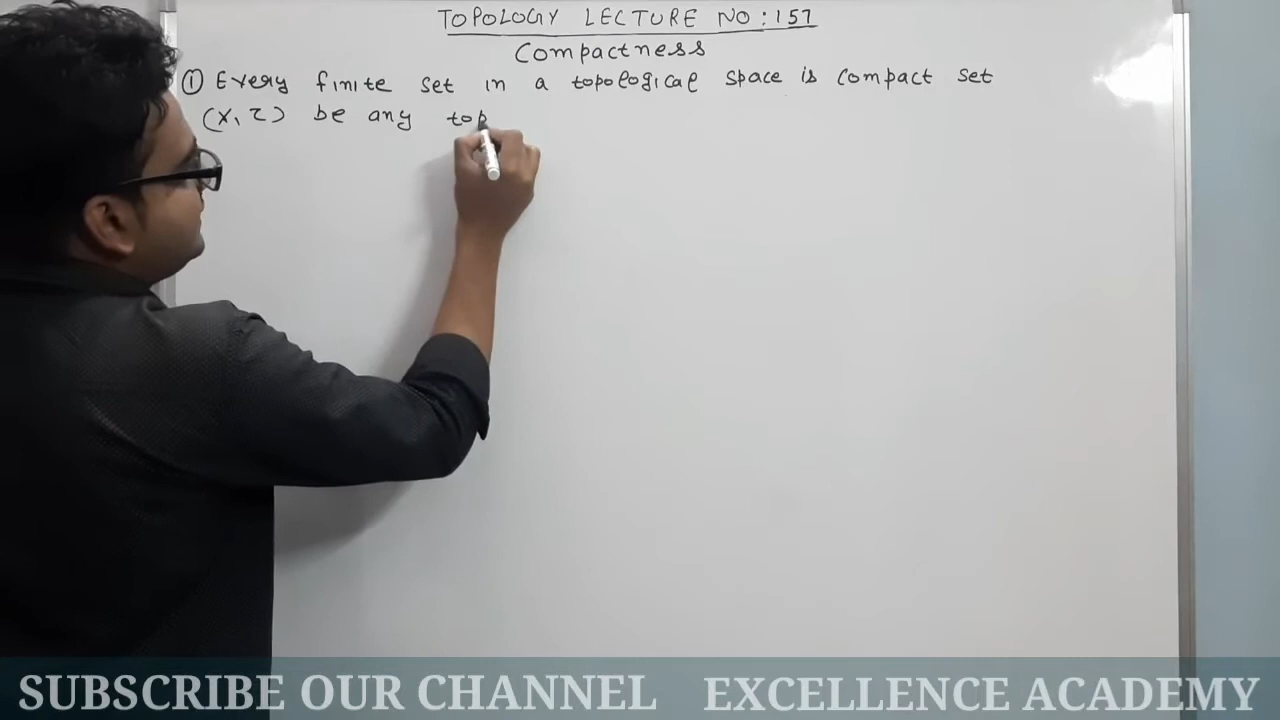 TOPOLOGY LECTURE NO: 157
Compactness
① Every finite set in a topological space is compact set
(X, τ) be any top
SUBSCRIBE OUR CHANNEL EXCELLENCE ACADEMY